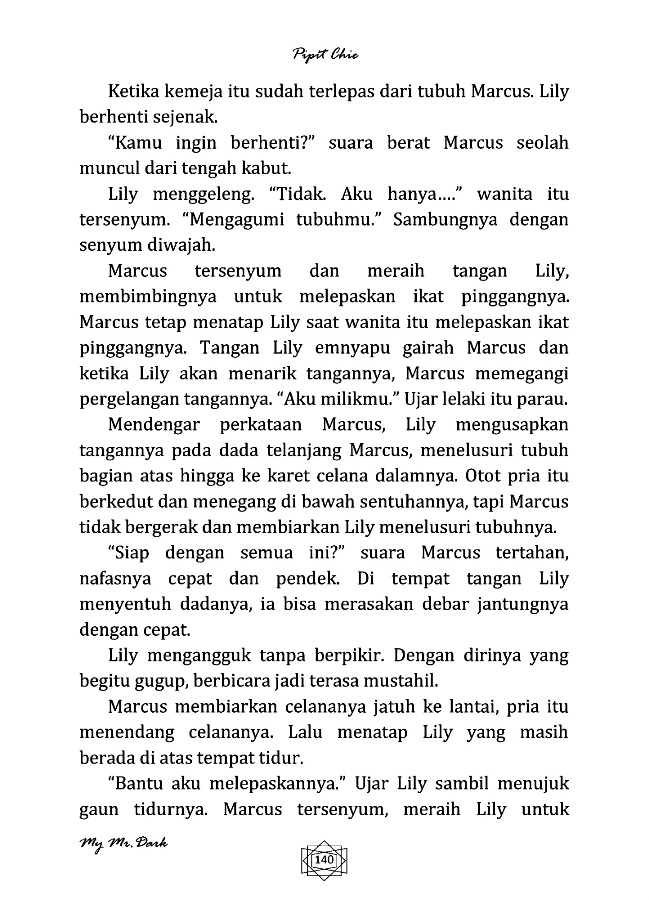 Pipit Chie
Ketika kemeja itu sudah terlepas dari tubuh Marcus. Lily
berhenti sejenak.
“Kamu ingin berhenti?” suara berat Marcus seolah
muncul dari tengah kabut.
Lily menggeleng. “Tidak. Aku hanya....” wanita itu
tersenyum. “Mengagumi tubuhmu.” Sambungnya dengan
senyum diwajah.
Marcus tersenyum dan meraih tangan Lily,
membimbingnya untuk melepaskan ikat pinggangnya.
Marcus tetap menatap Lily saat wanita itu melepaskan ikat
pinggangnya. Tangan Lily emnyapu gairah Marcus dan
ketika Lily akan menarik tangannya, Marcus memegangi
pergelangan tangannya. “Aku milikmu.” Ujar lelaki itu parau.
Mendengar perkataan Marcus, Lily mengusapkan
tangannya pada dada telanjang Marcus, menelusuri tubuh
bagian atas hingga ke karet celana dalamnya. Otot pria itu
berkedut dan menegang di bawah sentuhannya, tapi Marcus
tidak bergerak dan membiarkan Lily menelusuri tubuhnya.
“Siap dengan semua ini?” suara Marcus tertahan,
nafasnya cepat dan pendek. Di tempat tangan Lily
menyentuh dadanya, ia bisa merasakan debar jantungnya
dengan cepat.
Lily mengangguk tanpa berpikir. Dengan dirinya yang
begitu gugup, berbicara jadi terasa mustahil.
Marcus membiarkan celananya jatuh ke lantai, pria itu
menendang celananya. Lalu menatap Lily yang masih
berada di atas tempat tidur.
“Bantu aku melepaskannya.” Ujar Lily sambil menujuk
gaun tidurnya. Marcus tersenyum, meraih Lily untuk
My Mr. Dark
140